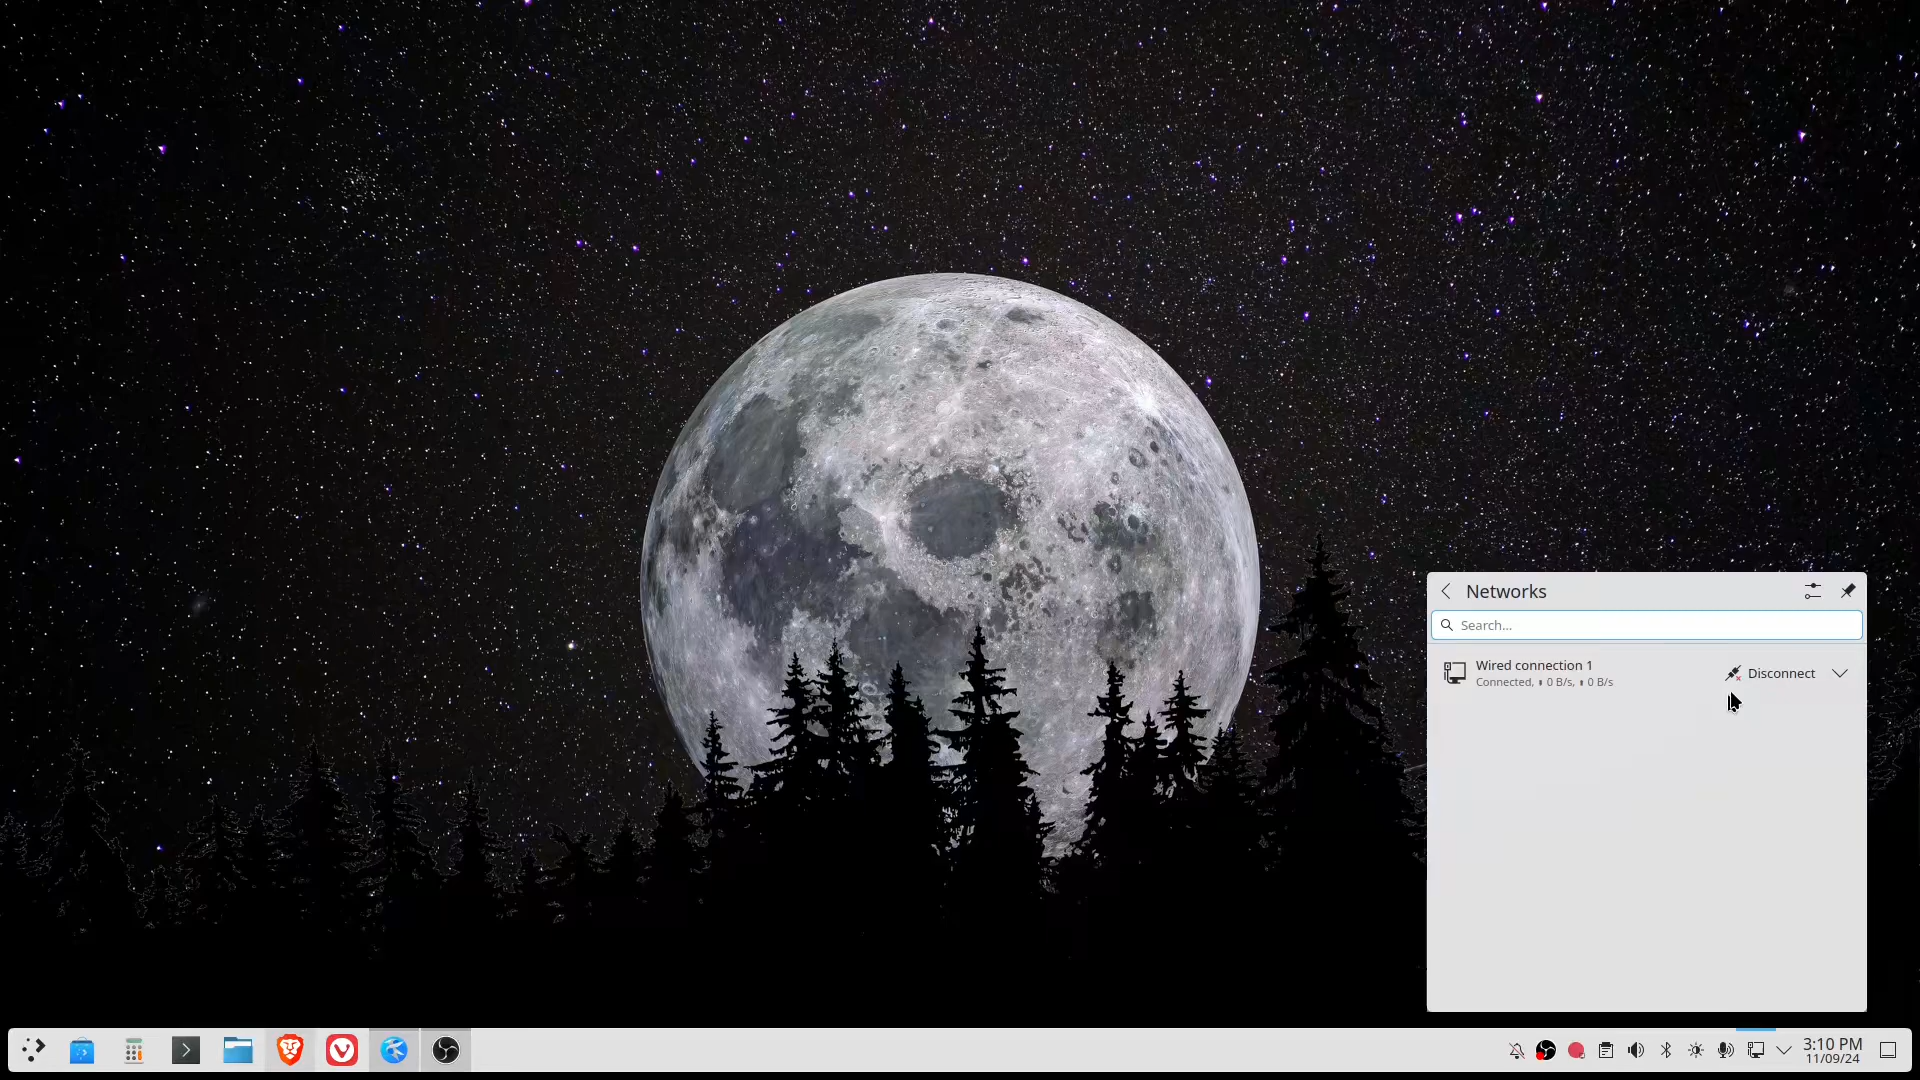 Networks
Search...
Wired connection 1
Connected, ⬇ 0 B/s, ⬆ 0 B/s
Disconnect
3:10 PM
11/09/24